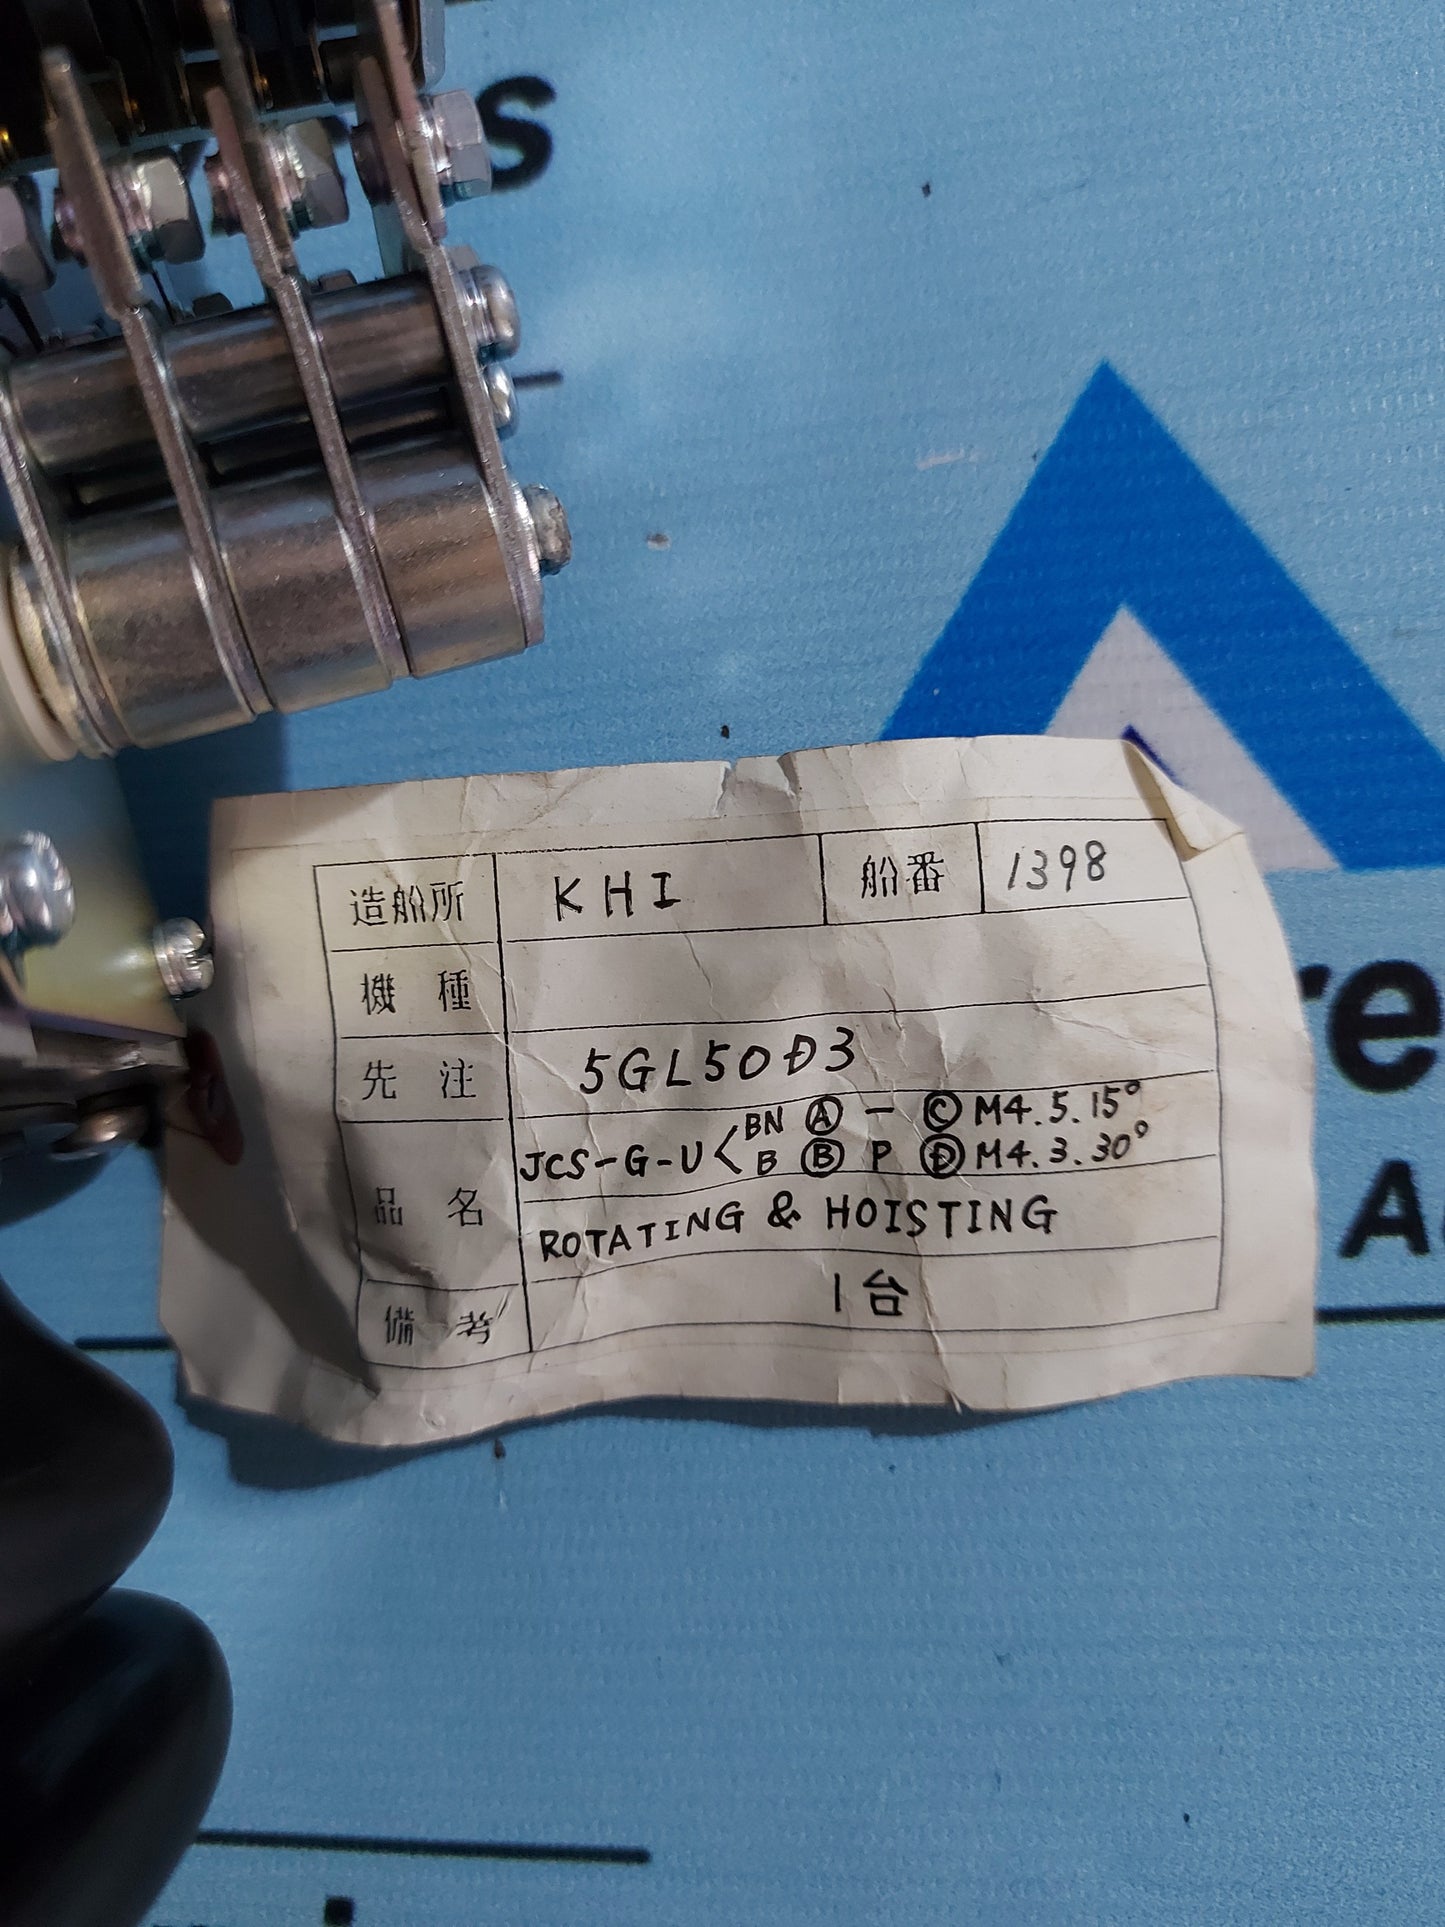 s
造船所 KHI 船番 1398
機種
先注 5GL50D3
品名 JCS-G-U< BN Ⓐ - Ⓒ M4.5.15°
B Ⓑ P Ⓓ M4.3.30°
ROTATING & HOISTING
備考 1台
re
A